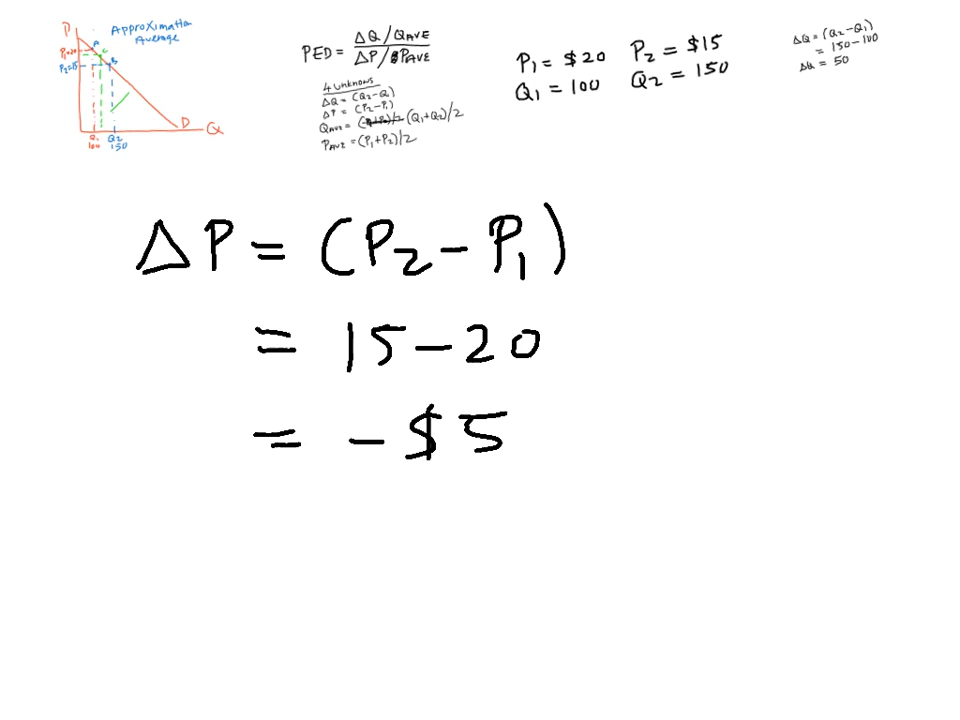 P
Approximation
Average
P1=20
A
C
P2=15
B
D
Q
Q1
100
Q2
150
PED = ΔQ/QAVE
ΔP/PAVE
4 unknowns
ΔQ = (Q2-Q1)
ΔP = (P2-P1)
QAVE = (Q1+Q2)/2
PAVE = (P1+P2)/2
P1 = $20 P2 = $15
Q1 = 100 Q2 = 150
ΔQ = (Q2-Q1)
= 150-100
ΔQ = 50
ΔP = (P2-P1)
= 15-20
= -$5